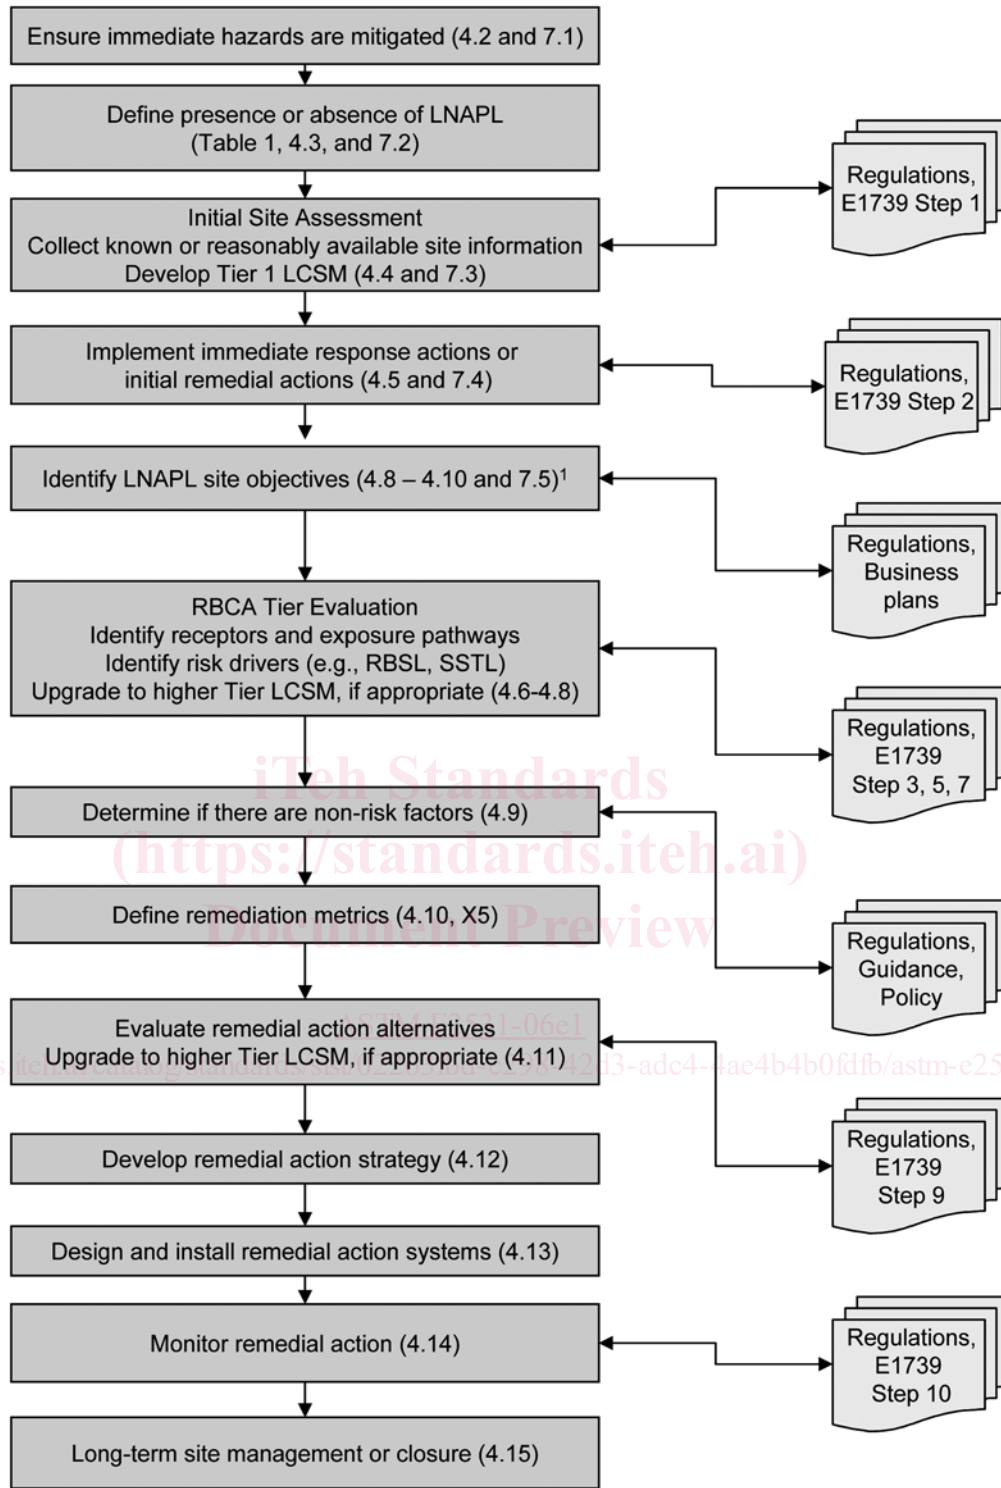 Ensure immediate hazards are mitigated (4.2 and 7.1)
Define presence or absence of LNAPL
(Table 1, 4.3, and 7.2)
Regulations,
E1739 Step 1
Initial Site Assessment
Collect known or reasonably available site information
Develop Tier 1 LCSM (4.4 and 7.3)
Implement immediate response actions or
initial remedial actions (4.5 and 7.4)
Regulations,
E1739 Step 2
Identify LNAPL site objectives (4.8 – 4.10 and 7.5)¹
Regulations,
Business
plans
RBCA Tier Evaluation
Identify receptors and exposure pathways
Identify risk drivers (e.g., RBSL, SSTL)
Upgrade to higher Tier LCSM, if appropriate (4.6-4.8)
Regulations,
E1739
Step 3, 5, 7
iTeh Standards
Determine if there are non-risk factors (4.9)
(https://standards.iteh.ai)
Define remediation metrics (4.10, X5)
Document Preview
Regulations,
Guidance,
Policy
ASTM E2531-06e1
Evaluate remedial action alternatives
Upgrade to higher Tier LCSM, if appropriate (4.11)
Regulations,
E1739
Step 9
Develop remedial action strategy (4.12)
Design and install remedial action systems (4.13)
Monitor remedial action (4.14)
Regulations,
E1739
Step 10
Long-term site management or closure (4.15)